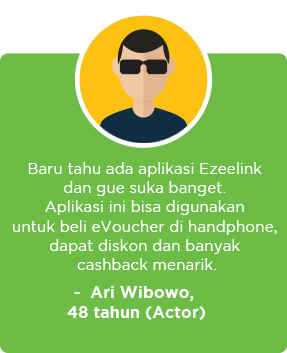 Baru tahu ada aplikasi Ezeelink
dan gue suka banget.
Aplikasi ini bisa digunakan
untuk beli eVoucher di handphone,
dapat diskon dan banyak
cashback menarik.
- Ari Wibowo,
48 tahun (Actor)